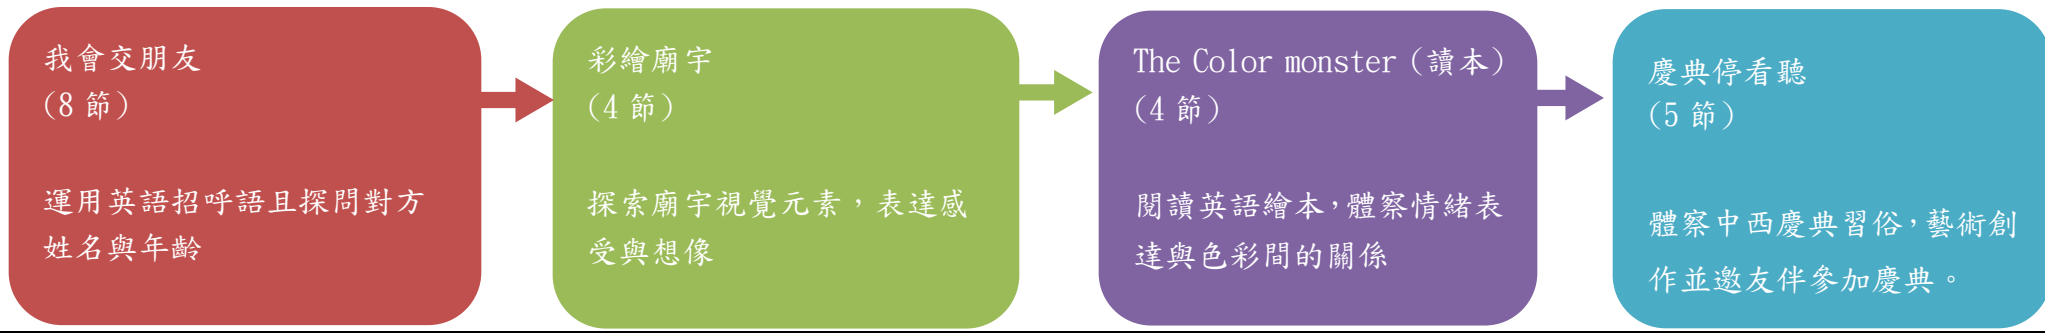 我會交朋友
(8 節)
運用英語招呼語且探問對方
姓名與年齡
彩繪廟宇
(4 節)
探索廟宇視覺元素，表達感
受與想像
The Color monster (讀本)
(4 節)
閱讀英語繪本，體察情緒表
達與色彩間的關係
慶典停看聽
(5 節)
體察中西慶典習俗，藝術創
作並邀友伴參加慶典。